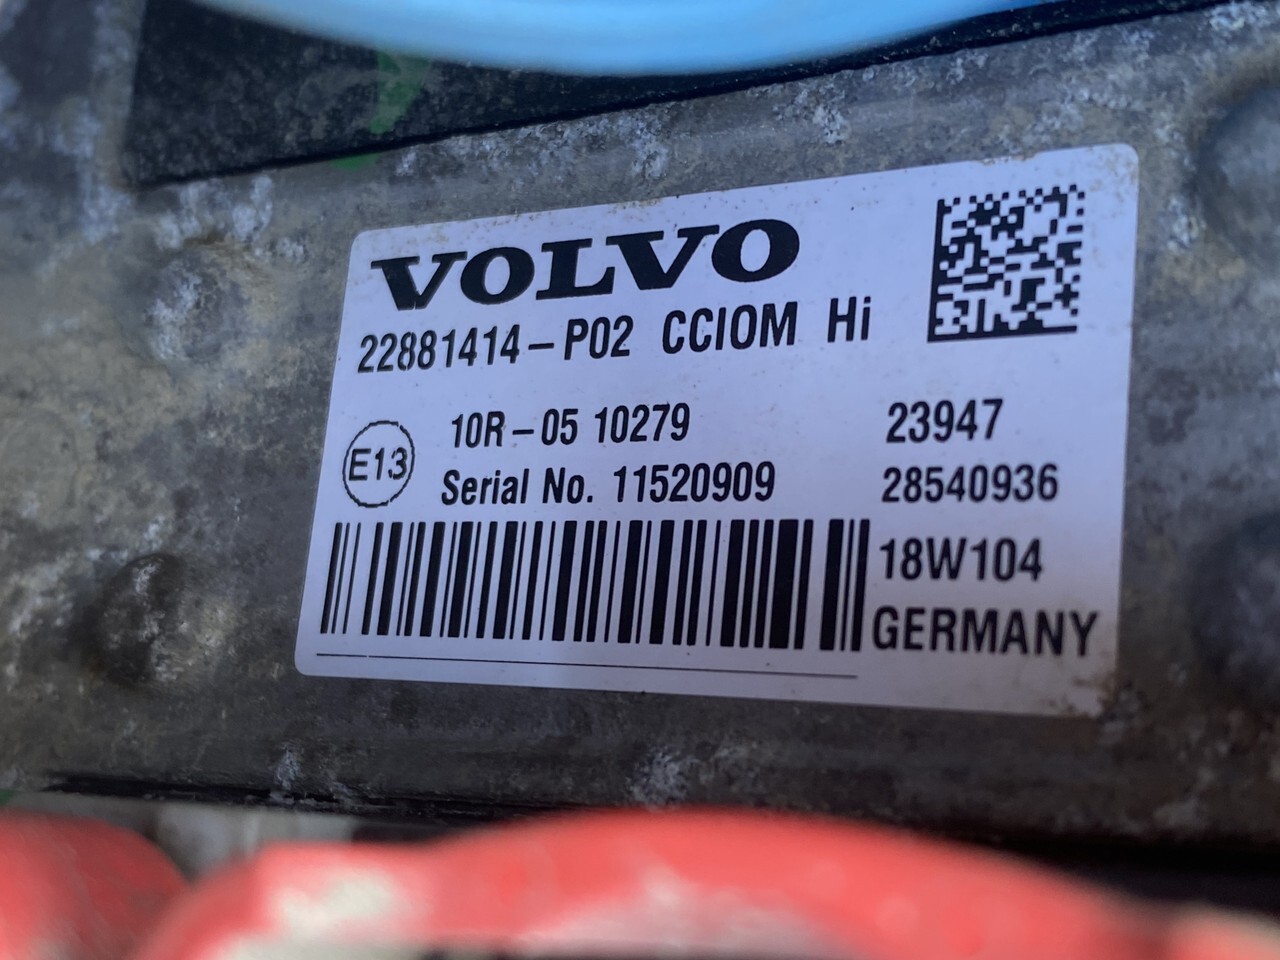 VOLVO
22881414-P02 CCIOM Hi
10R-05 10279 23947
E13
Serial No. 11520909 28540936
18W104
GERMANY